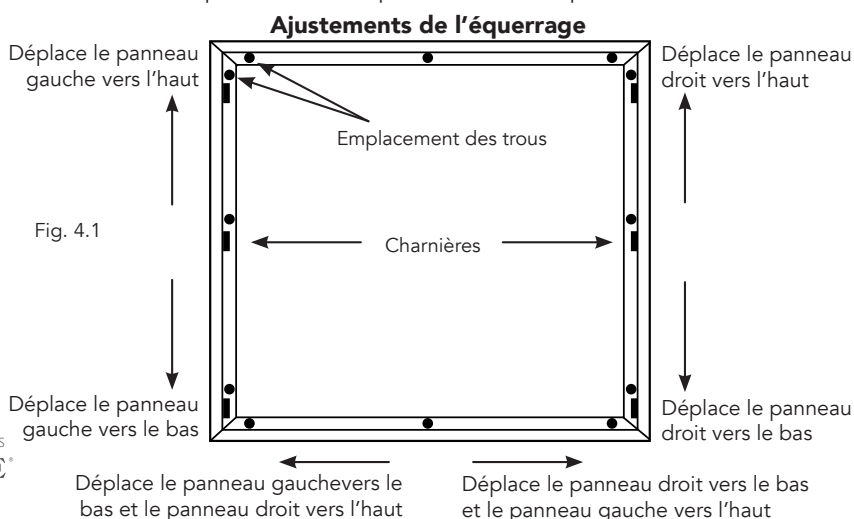 Ajustements de l'équerrage
Déplace le panneau
gauche vers l'haut
Déplace le panneau
droit vers l'haut
Emplacement des trous
Fig. 4.1
Charnières
Déplace le panneau
gauche vers le bas
Déplace le panneau
droit vers le bas
Déplace le panneau gauchevers le
bas et le panneau droit vers l'haut
Déplace le panneau droit vers le bas
et le panneau gauche vers l'haut